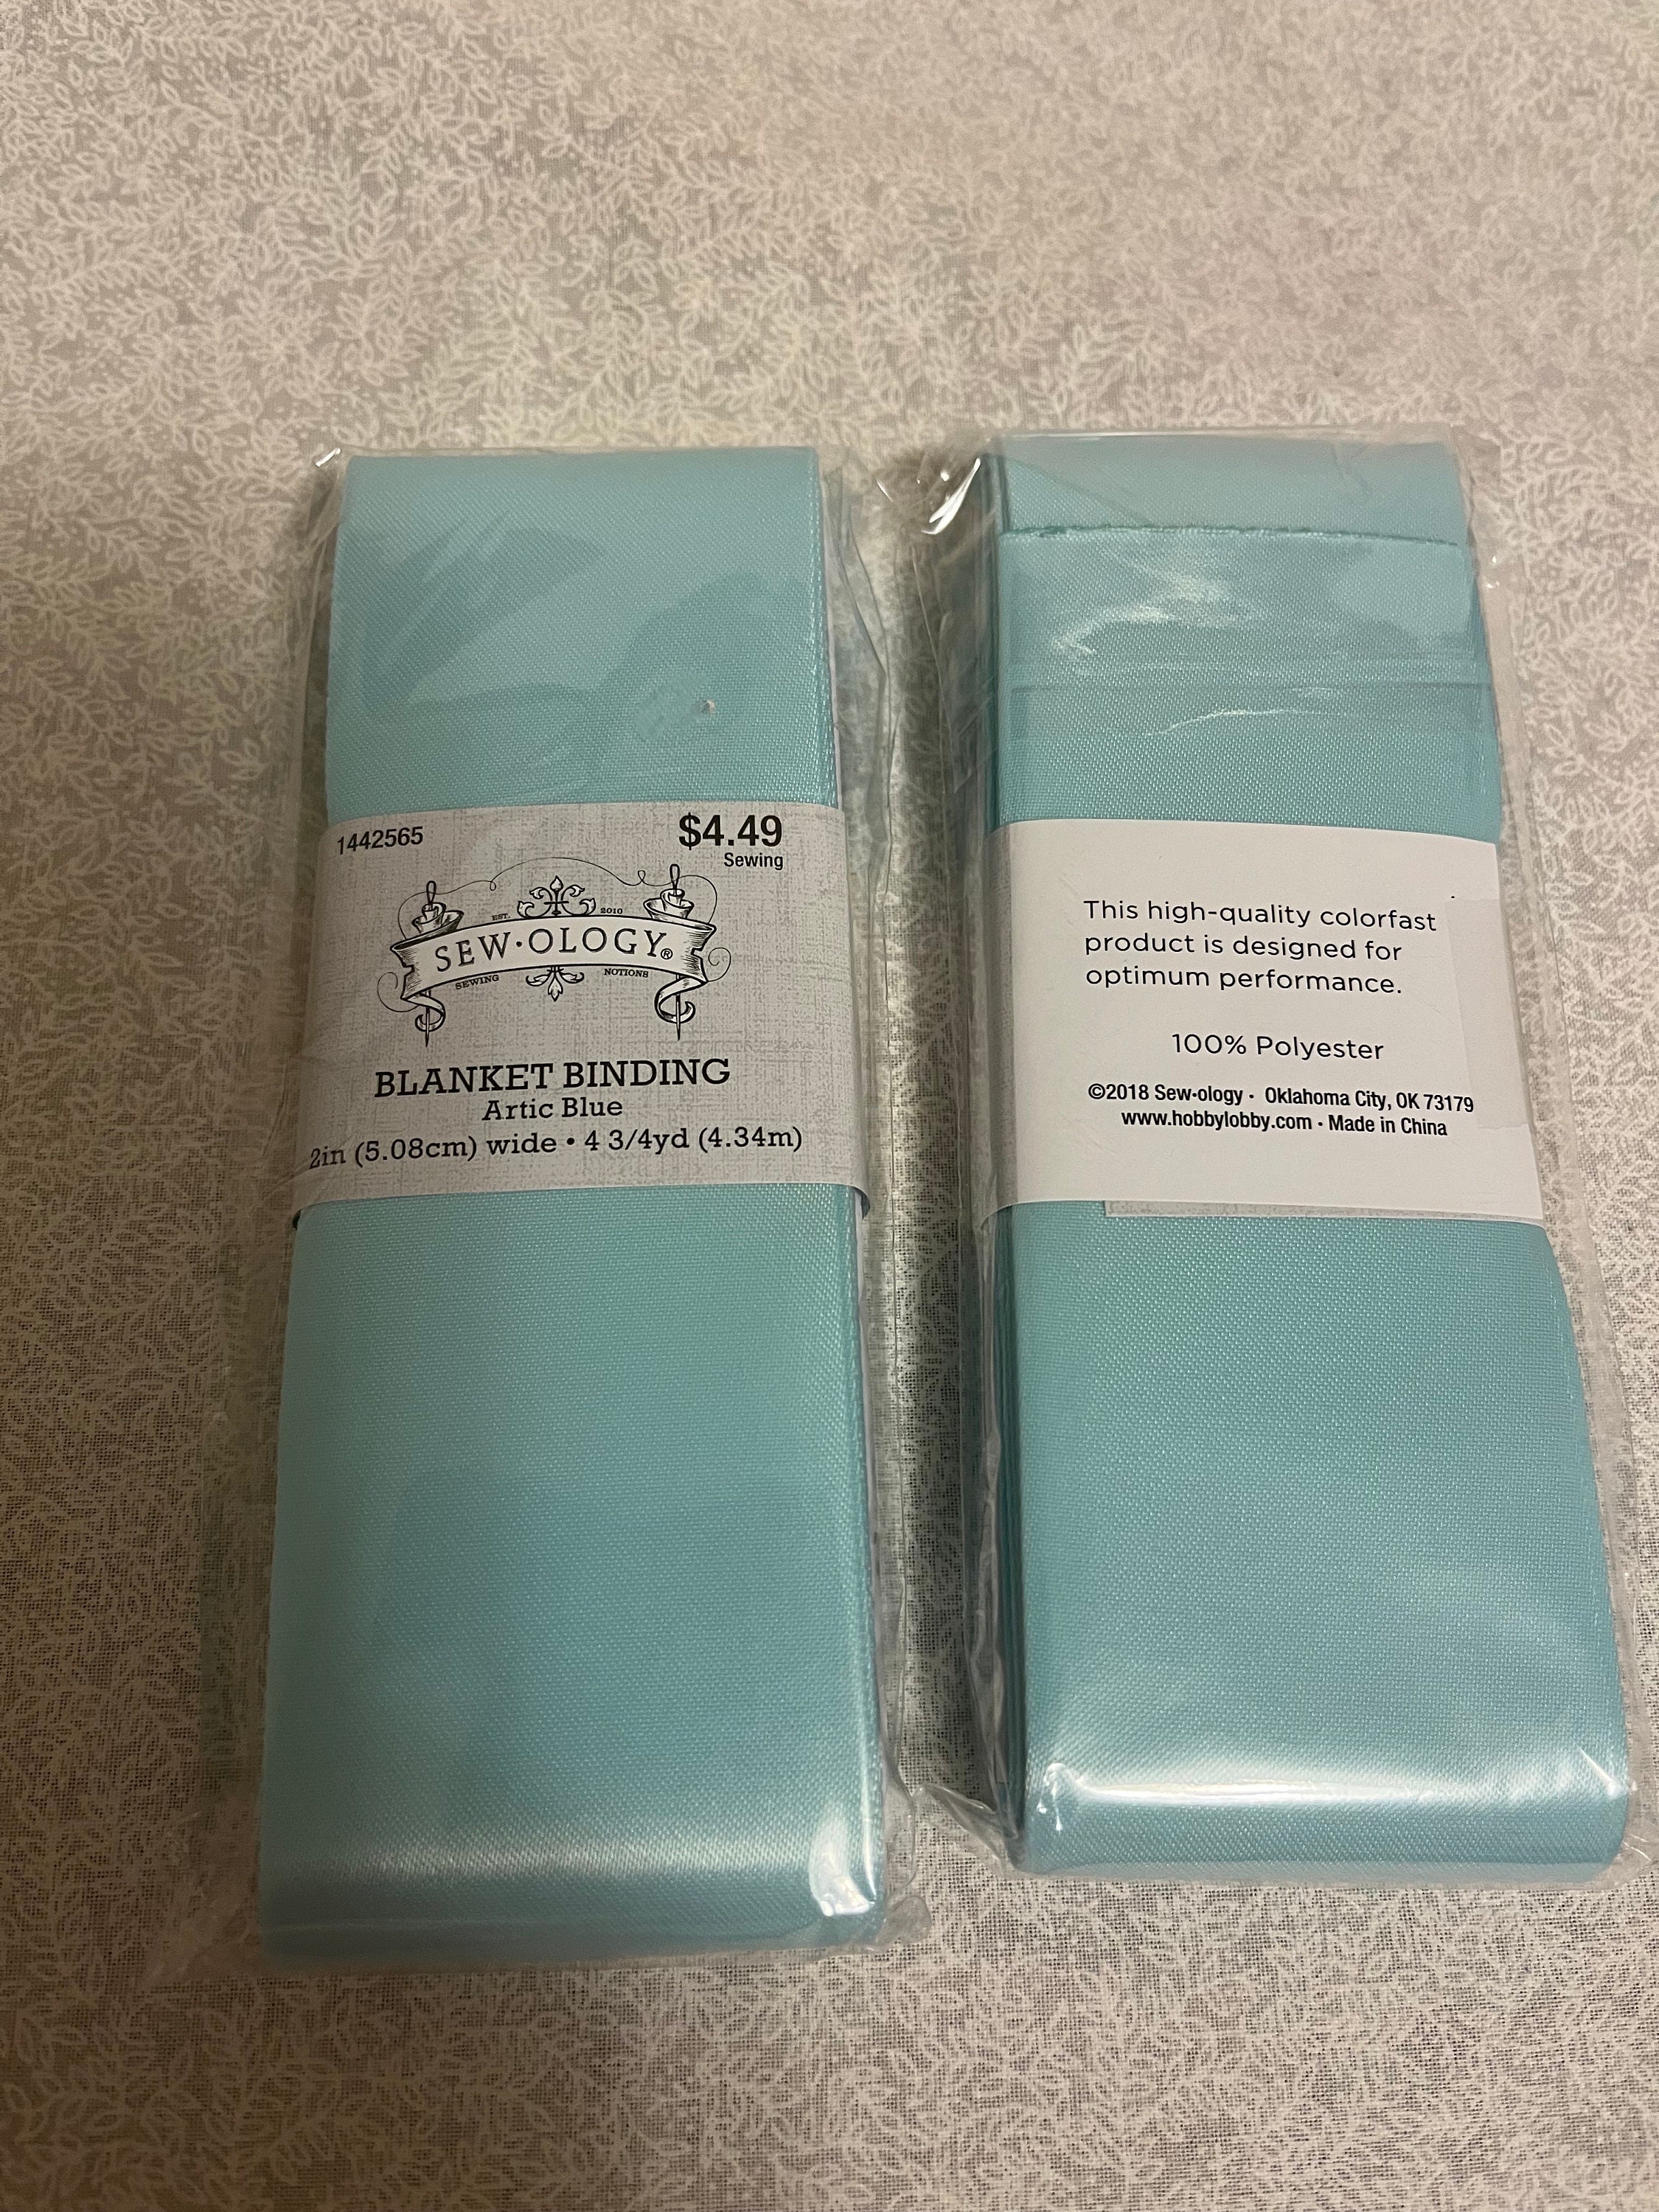 1442565
$4.49
Sewing
EST. 2010
SEW·OLOGY®
SEWING NOTIONS
BLANKET BINDING
Artic Blue
2in (5.08cm) wide • 4 3/4yd (4.34m)
This high-quality colorfast
product is designed for
optimum performance.
100% Polyester
©2018 Sew·ology · Oklahoma City, OK 73179
www.hobbylobby.com · Made in China